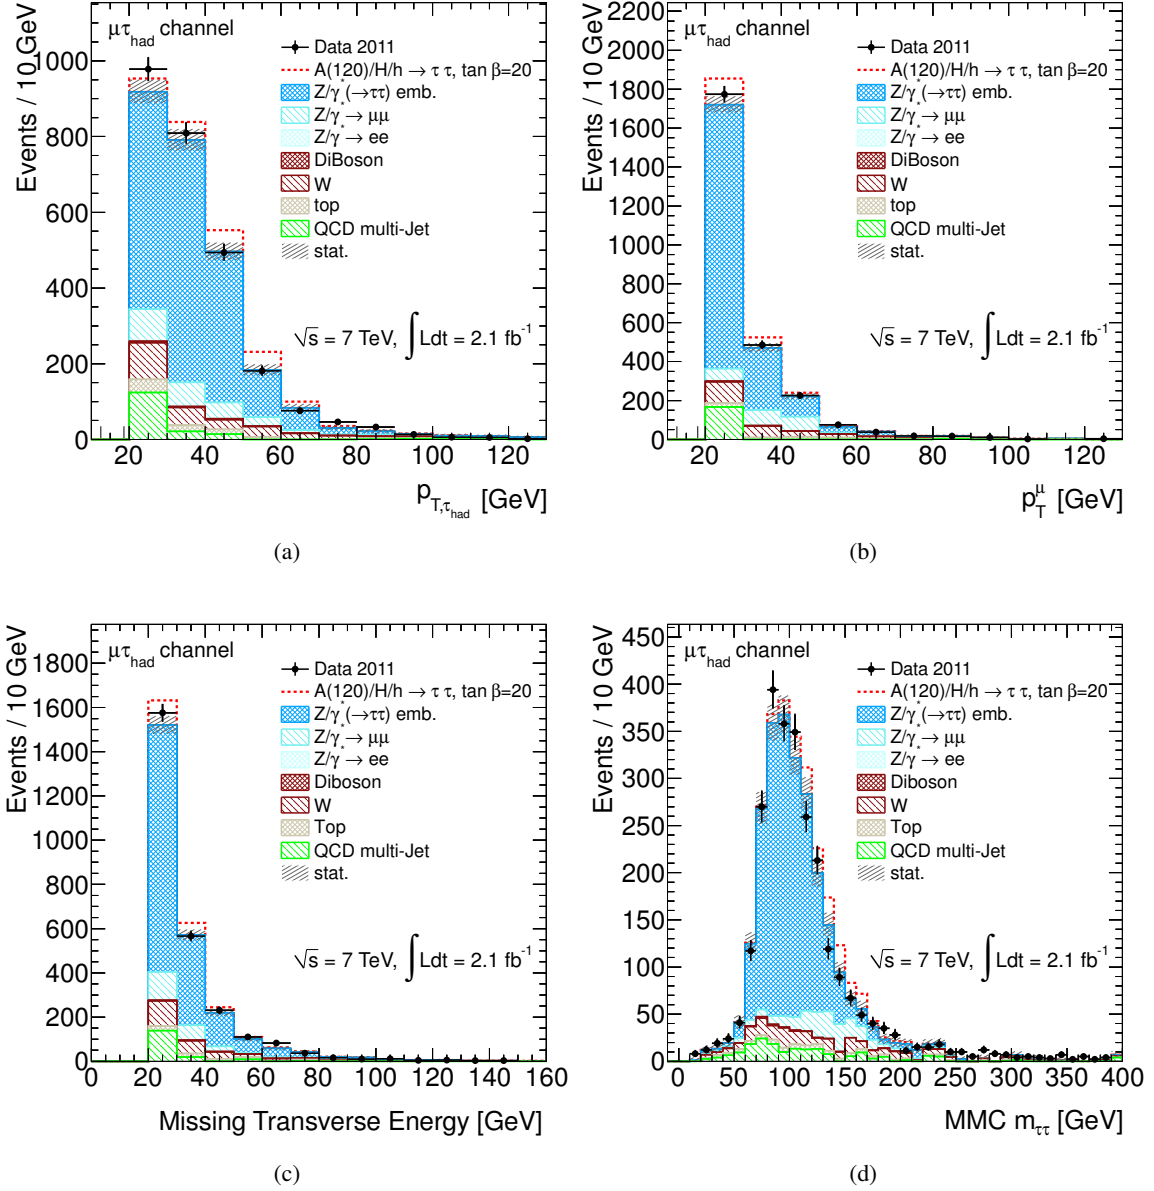 μτhad channel
Events / 10 GeV
1000
800
600
400
200
0
Data 2011
A(120)/H/h → τ τ, tan β=20
Z/γ*(→ττ) emb.
Z/γ* → μμ
Z/γ* → ee
DiBoson
W
top
QCD multi-Jet
stat.
√s = 7 TeV, ∫Ldt = 2.1 fb⁻¹
20 40 60 80 100 120
pT,τhad [GeV]
(a)
μτhad channel
Events / 10 GeV
2200
2000
1800
1600
1400
1200
1000
800
600
400
200
0
Data 2011
A(120)/H/h → τ τ, tan β=20
Z/γ*(→ττ) emb.
Z/γ* → μμ
Z/γ* → ee
DiBoson
W
top
QCD multi-Jet
stat.
√s = 7 TeV, ∫Ldt = 2.1 fb⁻¹
20 40 60 80 100 120
pTμ [GeV]
(b)
μτhad channel
Events / 10 GeV
1800
1600
1400
1200
1000
800
600
400
200
0
Data 2011
A(120)/H/h → τ τ, tan β=20
Z/γ*(→ττ) emb.
Z/γ* → μμ
Z/γ* → ee
Diboson
W
Top
QCD multi-Jet
stat.
√s = 7 TeV, ∫Ldt = 2.1 fb⁻¹
0 20 40 60 80 100 120 140 160
Missing Transverse Energy [GeV]
(c)
μτhad channel
Events / 10 GeV
450
400
350
300
250
200
150
100
50
0
Data 2011
A(120)/H/h → τ τ, tan β=20
Z/γ*(→ττ) emb.
Z/γ* → μμ
Z/γ* → ee
Diboson
W
Top
QCD multi-Jet
stat.
√s = 7 TeV, ∫Ldt = 2.1 fb⁻¹
0 50 100 150 200 250 300 350 400
MMC mττ [GeV]
(d)